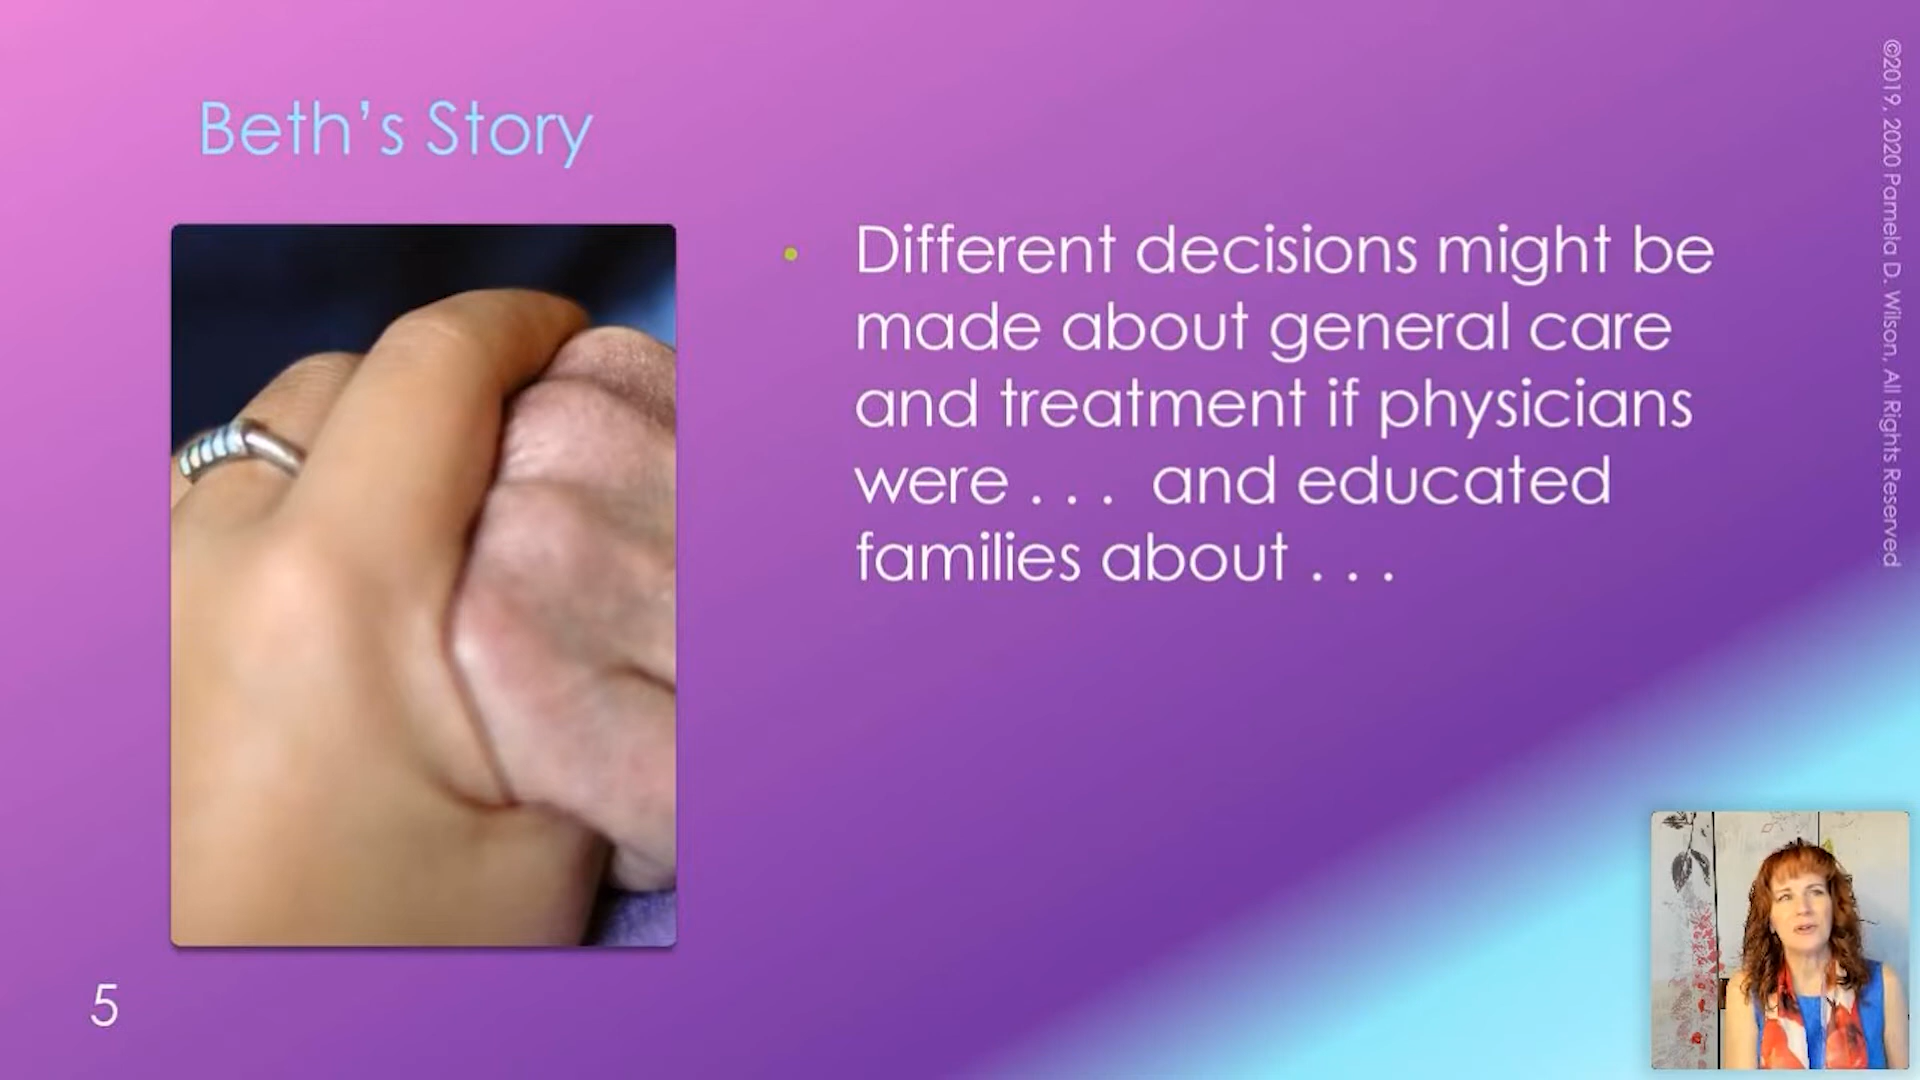 Beth's Story
• Different decisions might be
made about general care
and treatment if physicians
were . . .  and educated
families about . . .
5
©2019, 2020 Pamela D. Wilson, All Rights Reserved